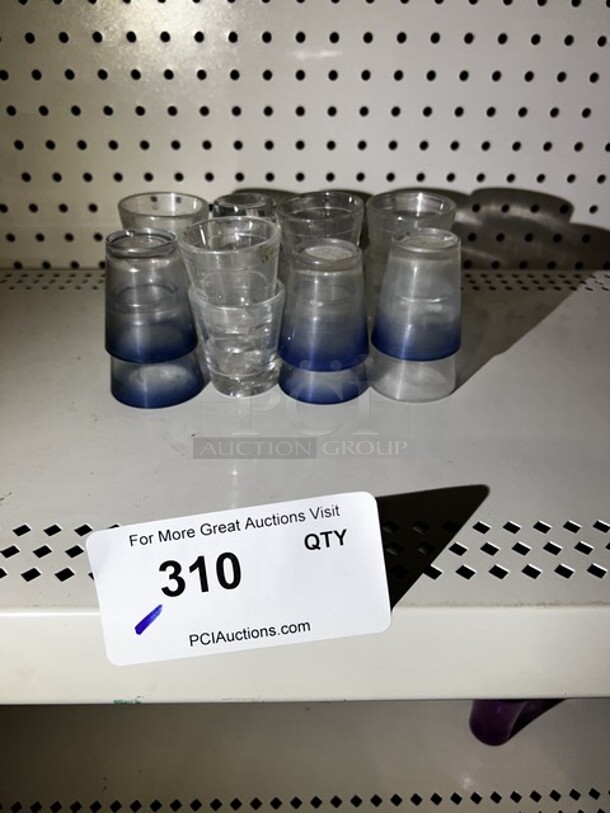 PCI
AUCTION GROUP
For More Great Auctions Visit
310
QTY
PCIAuctions.com